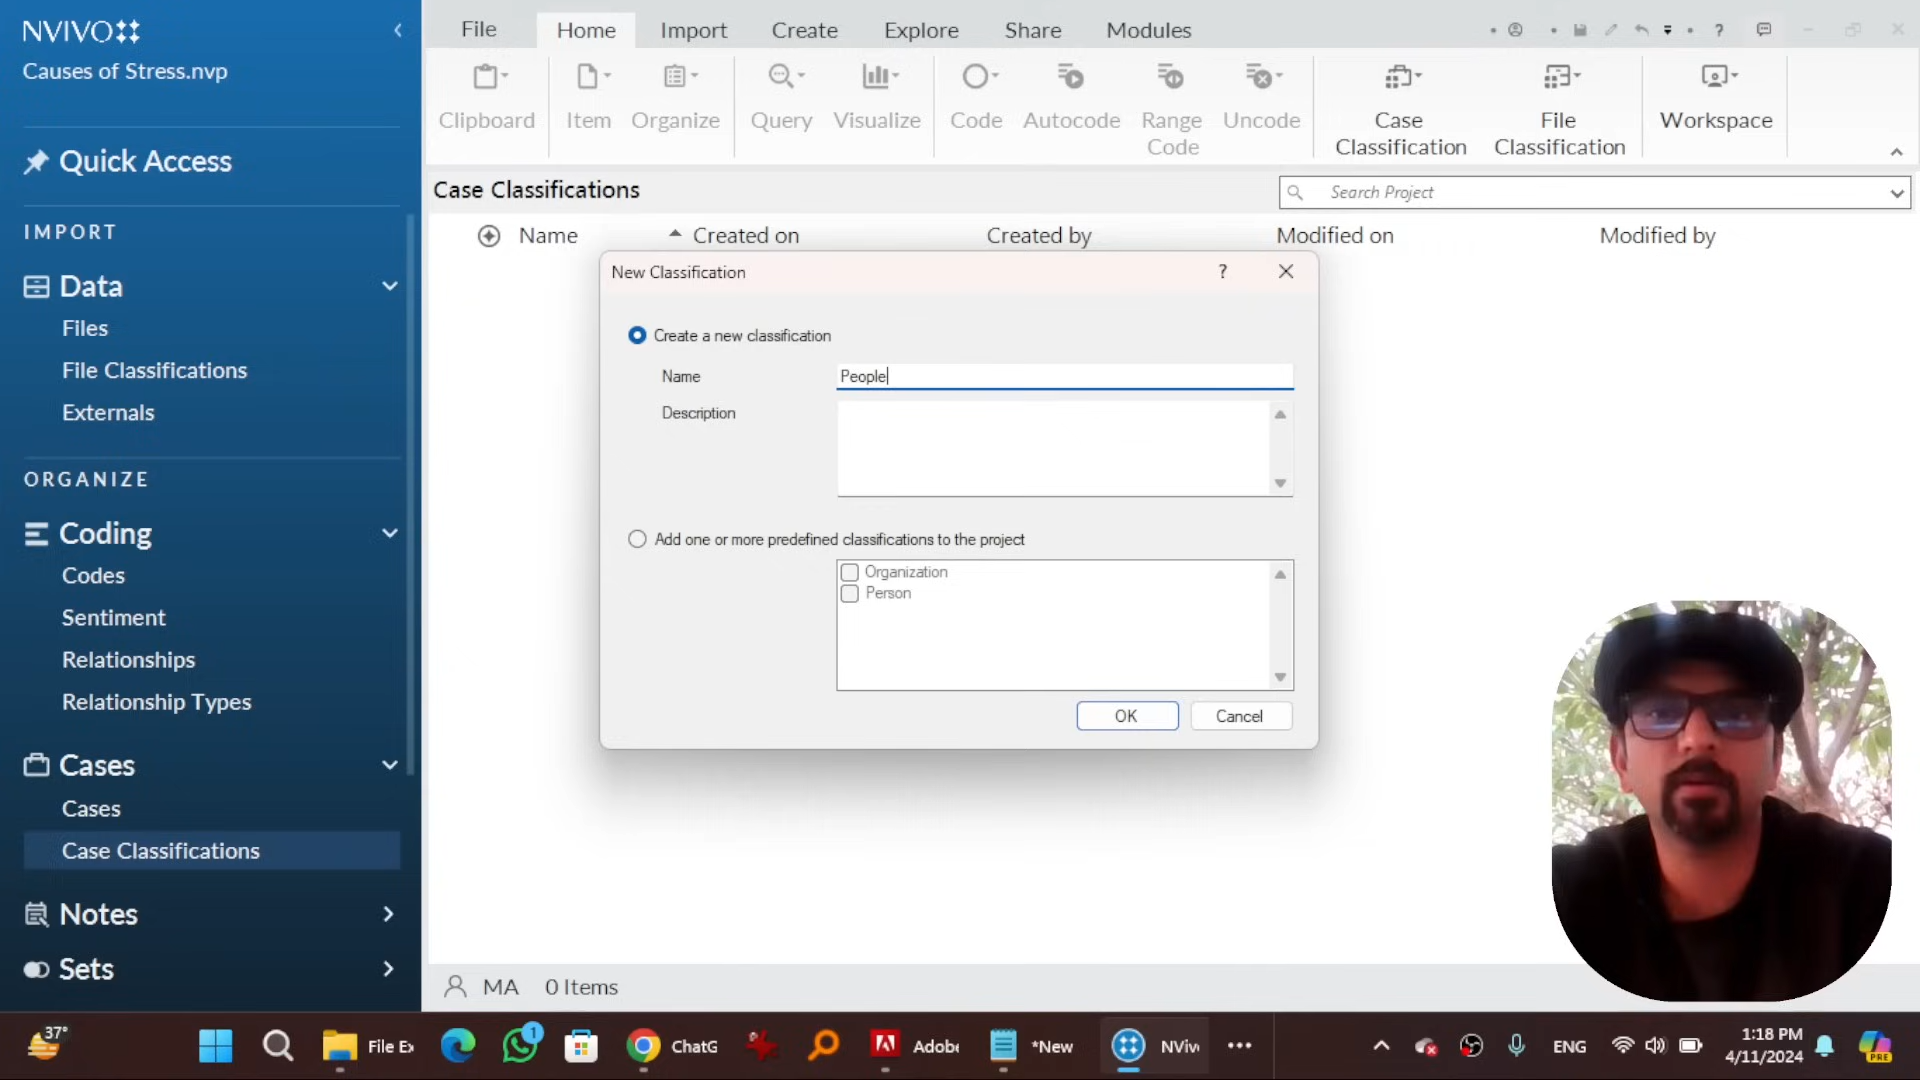 NVIVO
Causes of Stress.nvp
Quick Access
IMPORT
Data
Files
File Classifications
Externals
ORGANIZE
Coding
Codes
Sentiment
Relationships
Relationship Types
Cases
Cases
Case Classifications
Notes
Sets
File Home Import Create Explore Share Modules
Clipboard Item Organize Query Visualize Code Autocode Range Code Uncode Case Classification File Classification Workspace
Case Classifications
Search Project
Name Created on Created by Modified on Modified by
New Classification ?
Create a new classification
Name People
Description
Add one or more predefined classifications to the project
Organization
Person
OK Cancel
MA 0 Items
37° File Ex 1 ChatG Adobe *New NViv ENG 1:18 PM
4/11/2024 PRE